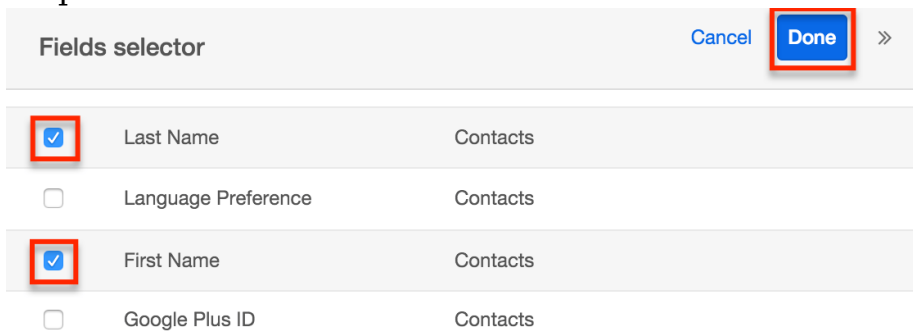 Fields selector Cancel Done »
Last Name Contacts
Language Preference Contacts
First Name Contacts
Google Plus ID Contacts